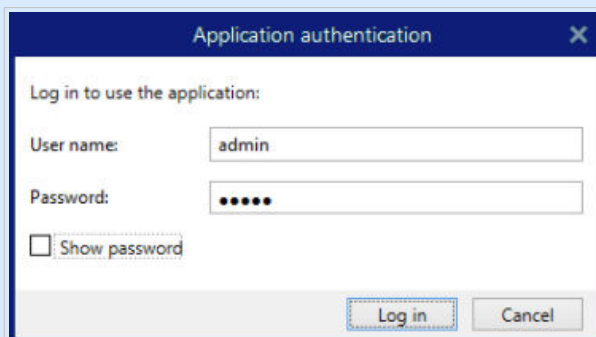 Application authentication
Log in to use the application:
User name: admin
Password: •••••
Show password
Log in Cancel